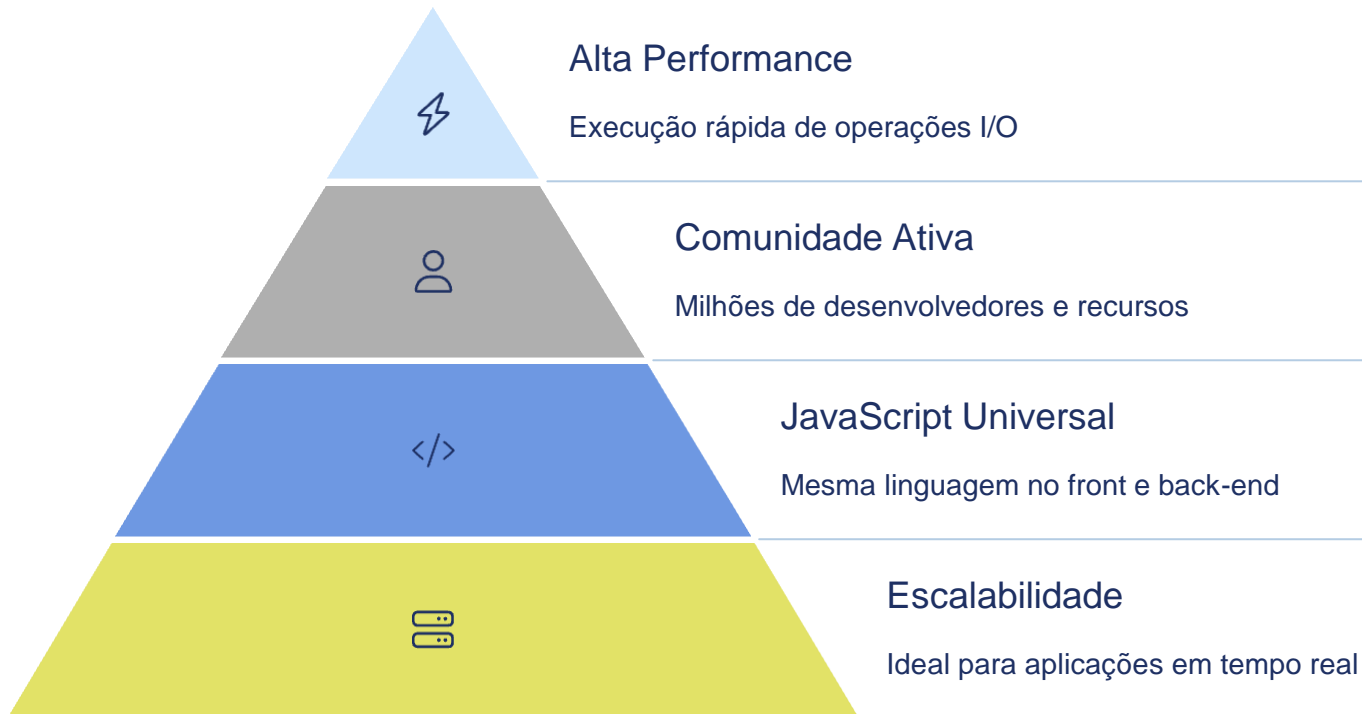 Alta Performance
Execução rápida de operações I/O
Comunidade Ativa
Milhões de desenvolvedores e recursos
JavaScript Universal
Mesma linguagem no front e back-end
Escalabilidade
Ideal para aplicações em tempo real